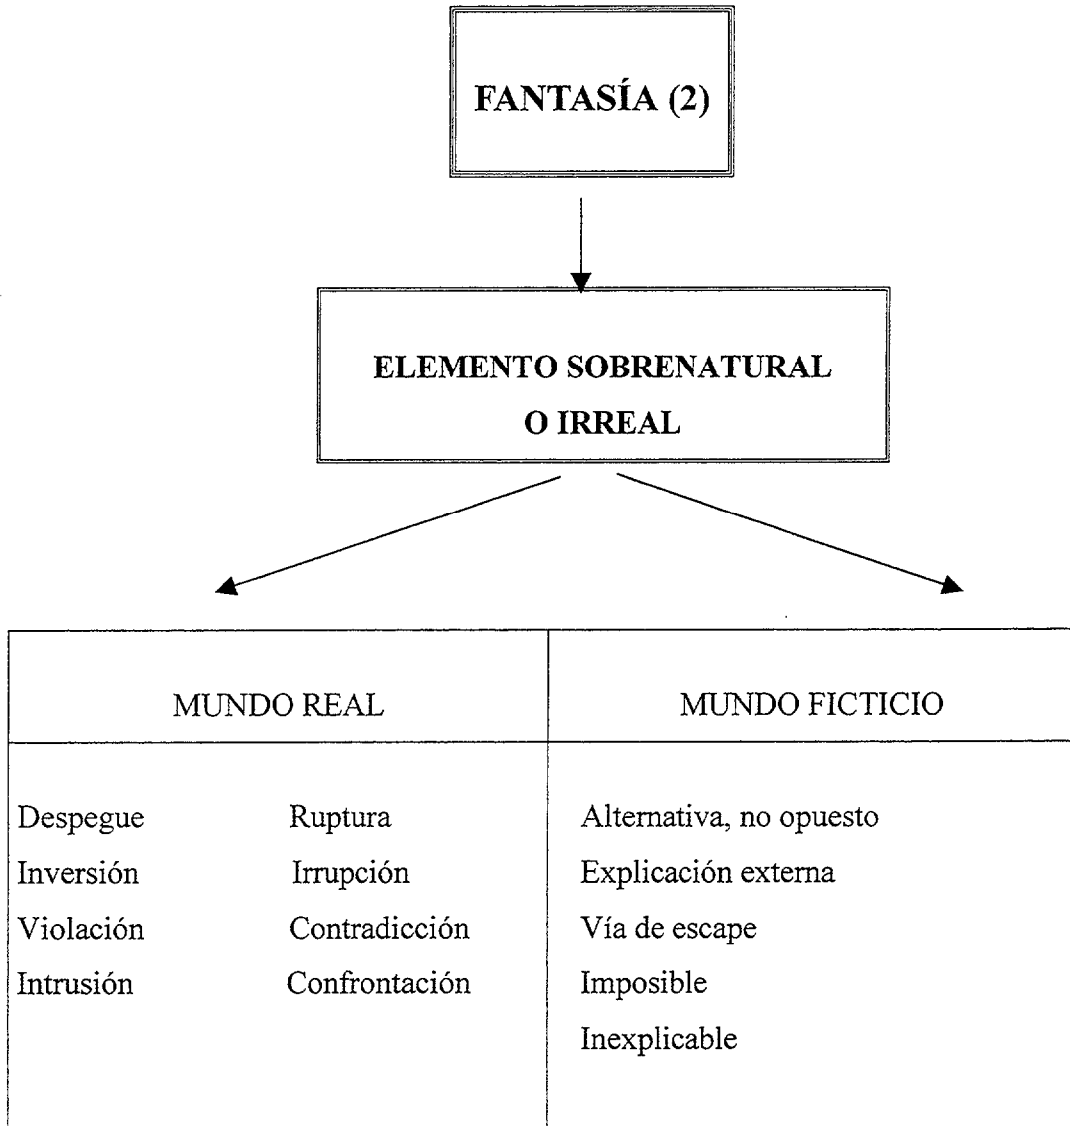 FANTASÍA (2)
ELEMENTO SOBRENATURAL
O IRREAL
MUNDO REAL
Despegue Ruptura
Inversión Irrupción
Violación Contradicción
Intrusión Confrontación
MUNDO FICTICIO
Alternativa, no opuesto
Explicación externa
Vía de escape
Imposible
Inexplicable